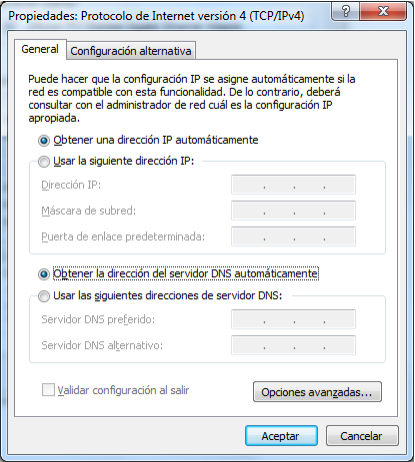 Propiedades: Protocolo de Internet versión 4 (TCP/IPv4)
General
Configuración alternativa
Puede hacer que la configuración IP se asigne automáticamente si la
red es compatible con esta funcionalidad. De lo contrario, deberá
consultar con el administrador de red cuál es la configuración IP
apropiada.
Obtener una dirección IP automáticamente
Usar la siguiente dirección IP:
Dirección IP:
Máscara de subred:
Puerta de enlace predeterminada:
Obtener la dirección del servidor DNS automáticamente
Usar las siguientes direcciones de servidor DNS:
Servidor DNS preferido:
Servidor DNS alternativo:
Validar configuración al salir
Opciones avanzadas...
Aceptar
Cancelar